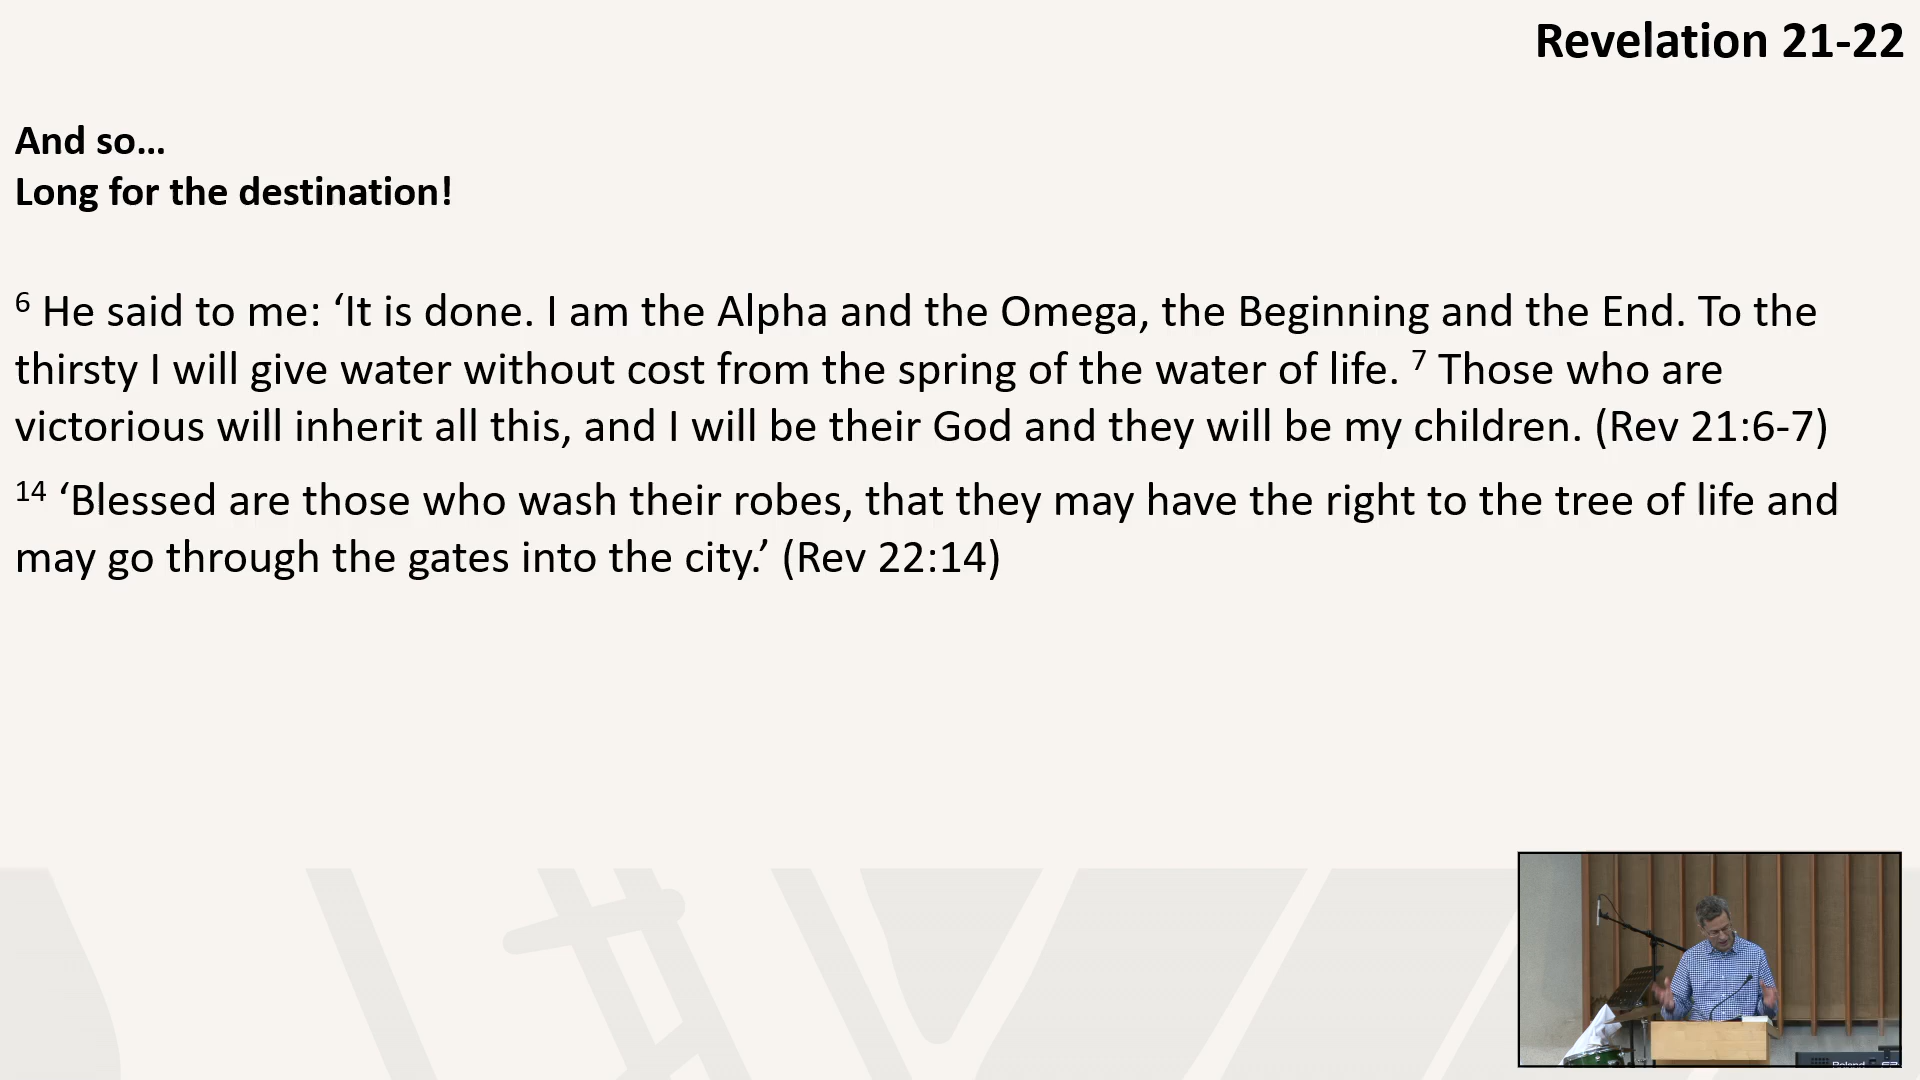 Revelation 21-22
And so…
Long for the destination!
⁶ He said to me: ‘It is done. I am the Alpha and the Omega, the Beginning and the End. To the
thirsty I will give water without cost from the spring of the water of life. ⁷ Those who are
victorious will inherit all this, and I will be their God and they will be my children. (Rev 21:6-7)
¹⁴ ‘Blessed are those who wash their robes, that they may have the right to the tree of life and
may go through the gates into the city.’ (Rev 22:14)
Roland